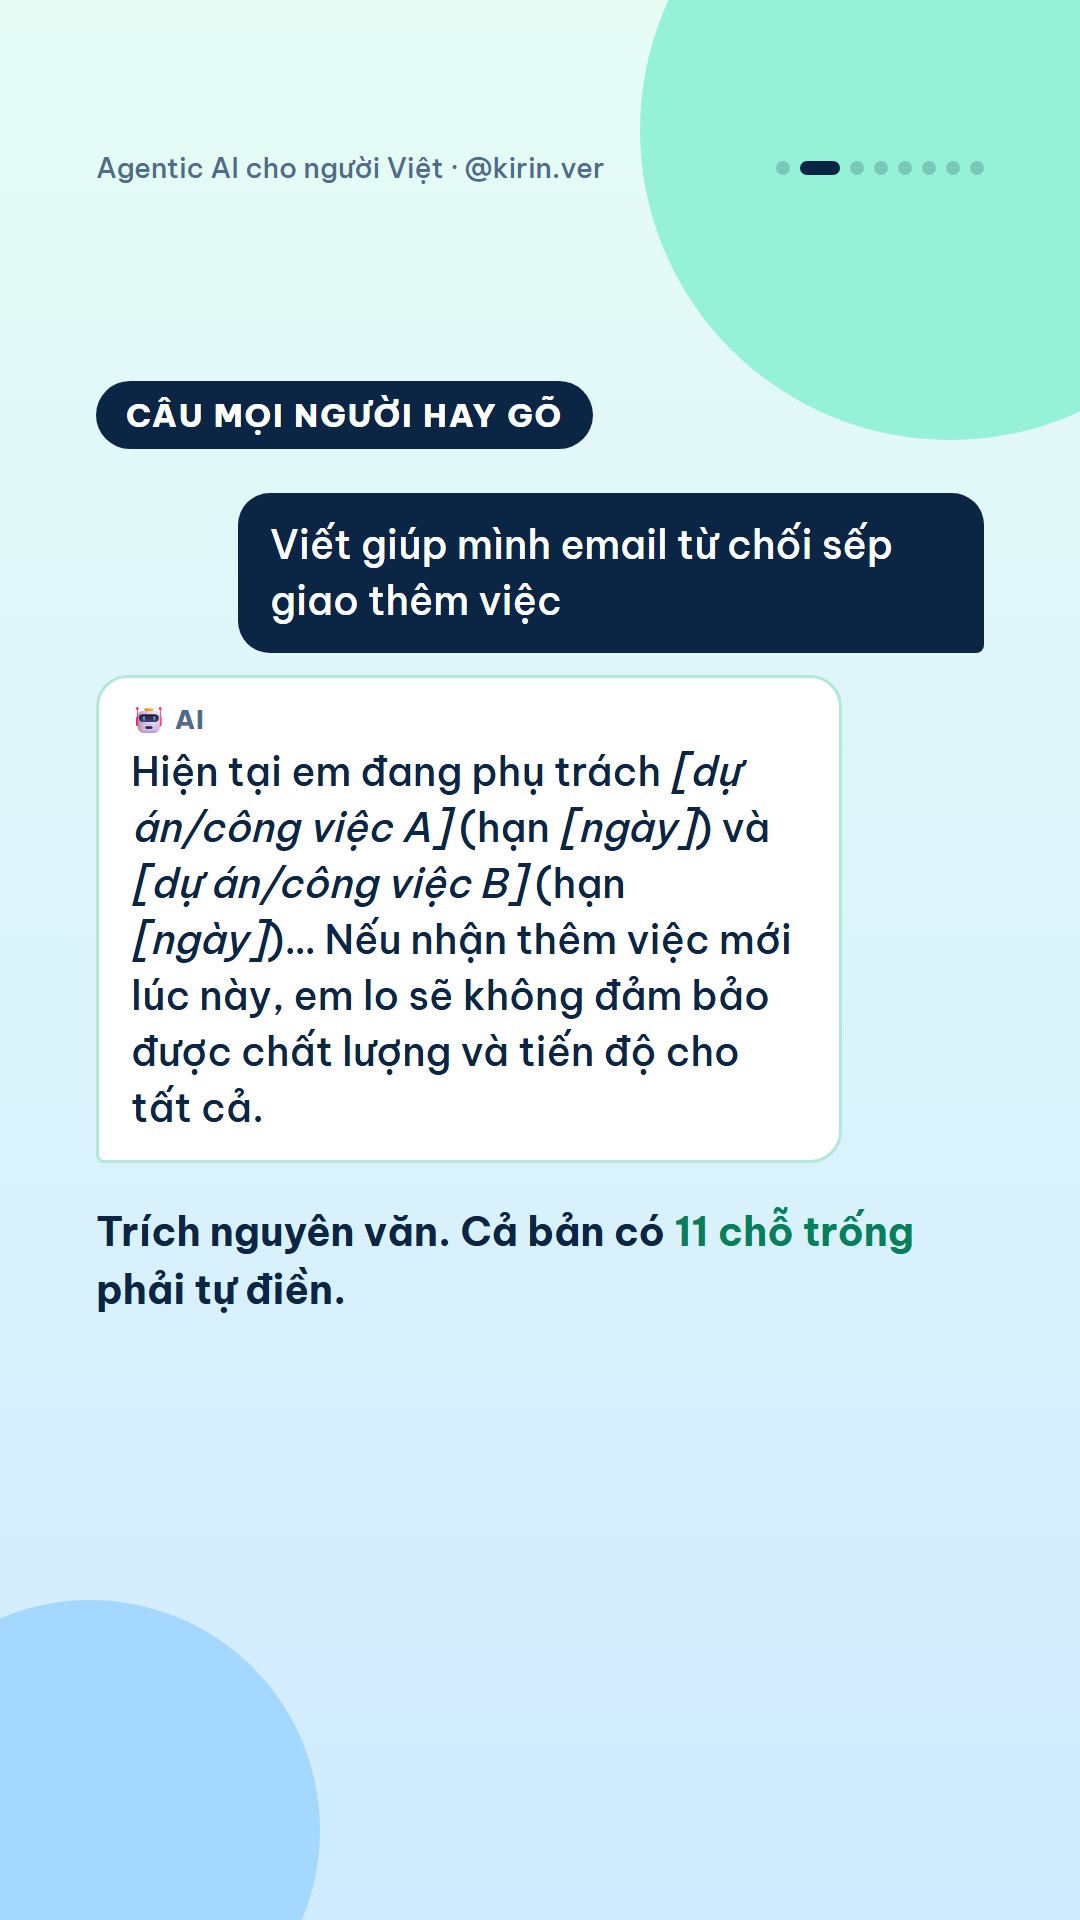 Agentic AI cho người Việt · @kirin.ver
CÂU MỌI NGƯỜI HAY GÕ
Viết giúp mình email từ chối sếp
giao thêm việc
AI
Hiện tại em đang phụ trách [dự
án/công việc A] (hạn [ngày]) và
[dự án/công việc B] (hạn
[ngày])... Nếu nhận thêm việc mới
lúc này, em lo sẽ không đảm bảo
được chất lượng và tiến độ cho
tất cả.
Trích nguyên văn. Cả bản có 11 chỗ trống
phải tự điền.